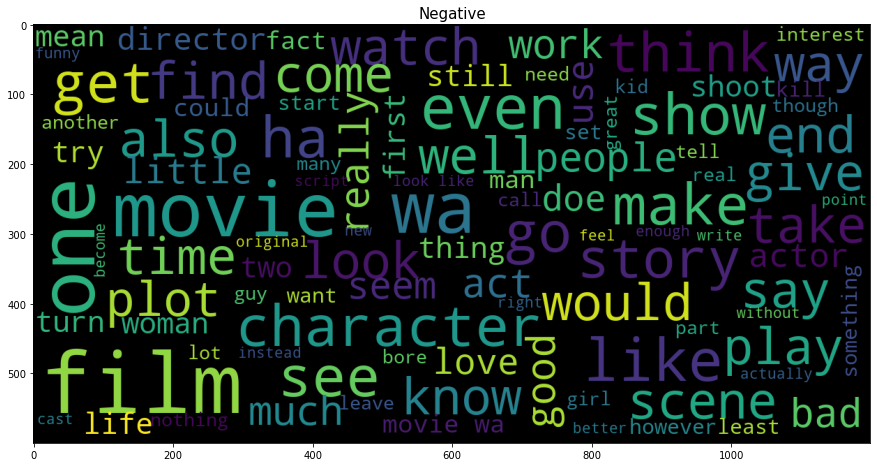 Negative
0
100
200
300
400
500
0
200
400
600
800
1000
mean
director
fact
watch
work
think
interest
funny
get
find
come
still
need
use
kid
shoot
kill
way
could
start
first
even
great
show
though
another
also
ha
really
set
end
try
little
many
well
people
tell
script
look like
man
real
give
one
movie
wa
call
doe
make
point
become
time
original
new
thing
go
feel
enough
write
take
two
look
story
actor
plot
guy
want
seem
act
right
would
say
without
something
turn
woman
character
part
film
lot
instead
see
bore
love
good
like
play
actually
cast
life
nothing
much
leave
know
movie wa
girl
better
scene
however
least
bad